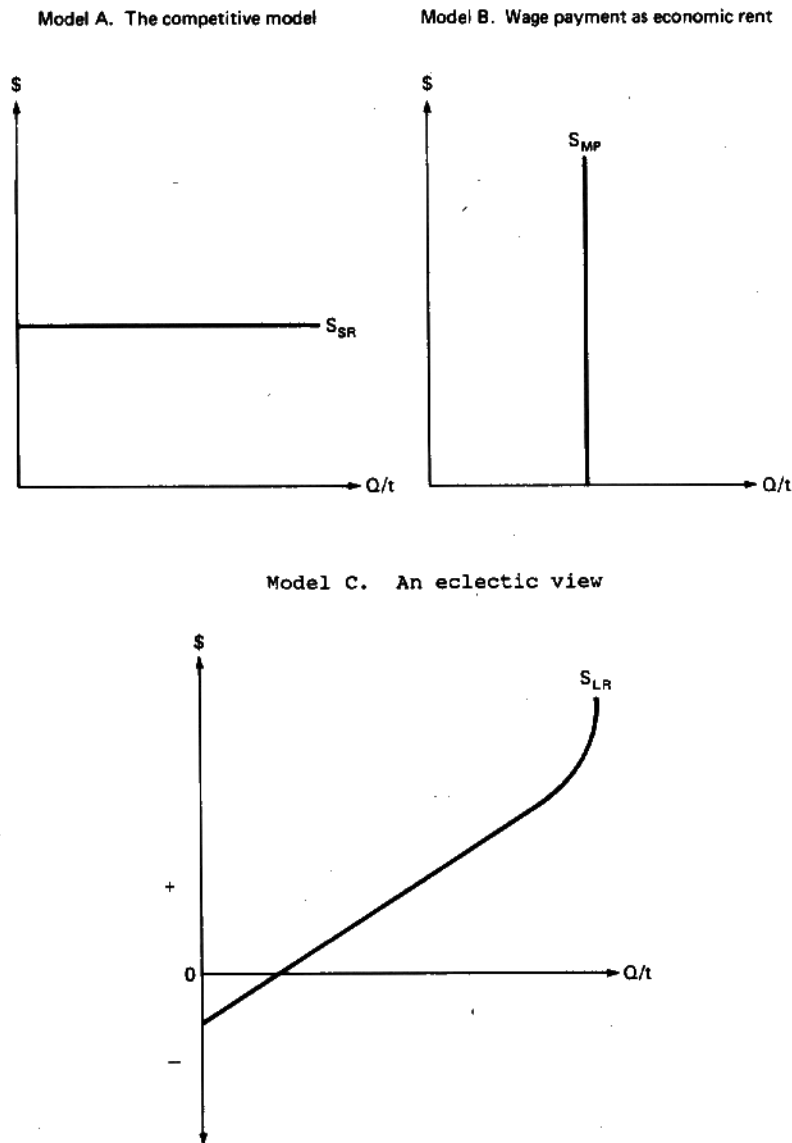 Model A. The competitive model
Model B. Wage payment as economic rent
$
$
S_MP
S_SR
Q/t
Q/t
Model C. An eclectic view
$
S_LR
+
0
Q/t
−